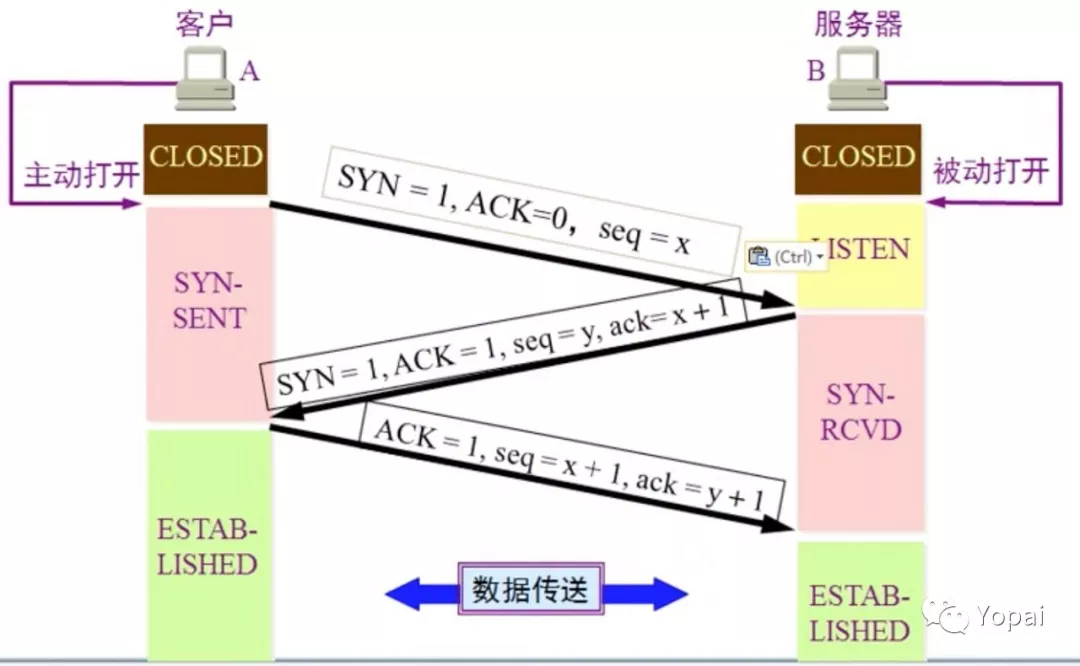 客户
服务器
A
B
CLOSED
CLOSED
主动打开
被动打开
SYN = 1, ACK=0，seq = x
(Ctrl)
LISTEN
SYN-
SENT
SYN = 1, ACK = 1, seq = y, ack= x + 1
SYN-
RCVD
ACK = 1, seq = x + 1, ack = y + 1
ESTAB-
LISHED
数据传送
ESTAB-
LISHED
Yopai